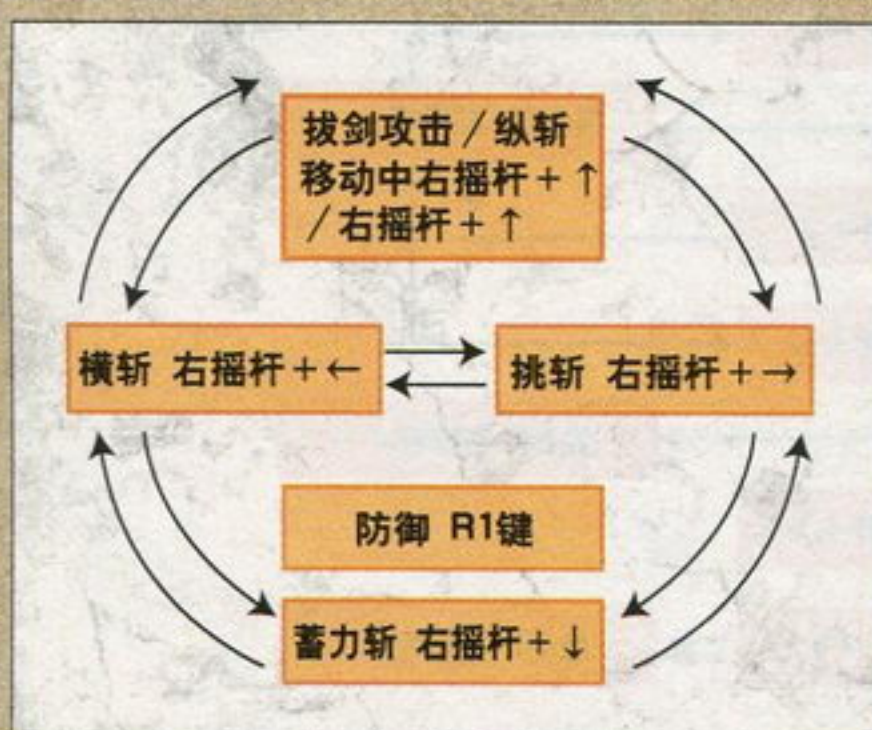 拔剑攻击/纵斩
移动中右摇杆+↑
/右摇杆+↑
横斩 右摇杆+←
挑斩 右摇杆+→
防御 R1键
蓄力斩 右摇杆+↓